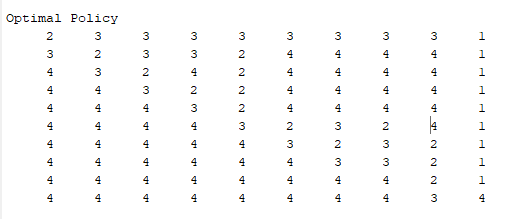 Optimal Policy
2 3 3 3 3 3 3 3 3 1
3 2 3 3 2 4 4 4 4 1
4 3 2 4 2 4 4 4 4 1
4 4 3 2 2 4 4 4 4 1
4 4 4 3 2 4 4 4 4 1
4 4 4 4 3 2 3 2 4 1
4 4 4 4 4 3 2 3 2 1
4 4 4 4 4 4 3 3 2 1
4 4 4 4 4 4 4 4 2 1
4 4 4 4 4 4 4 4 3 4